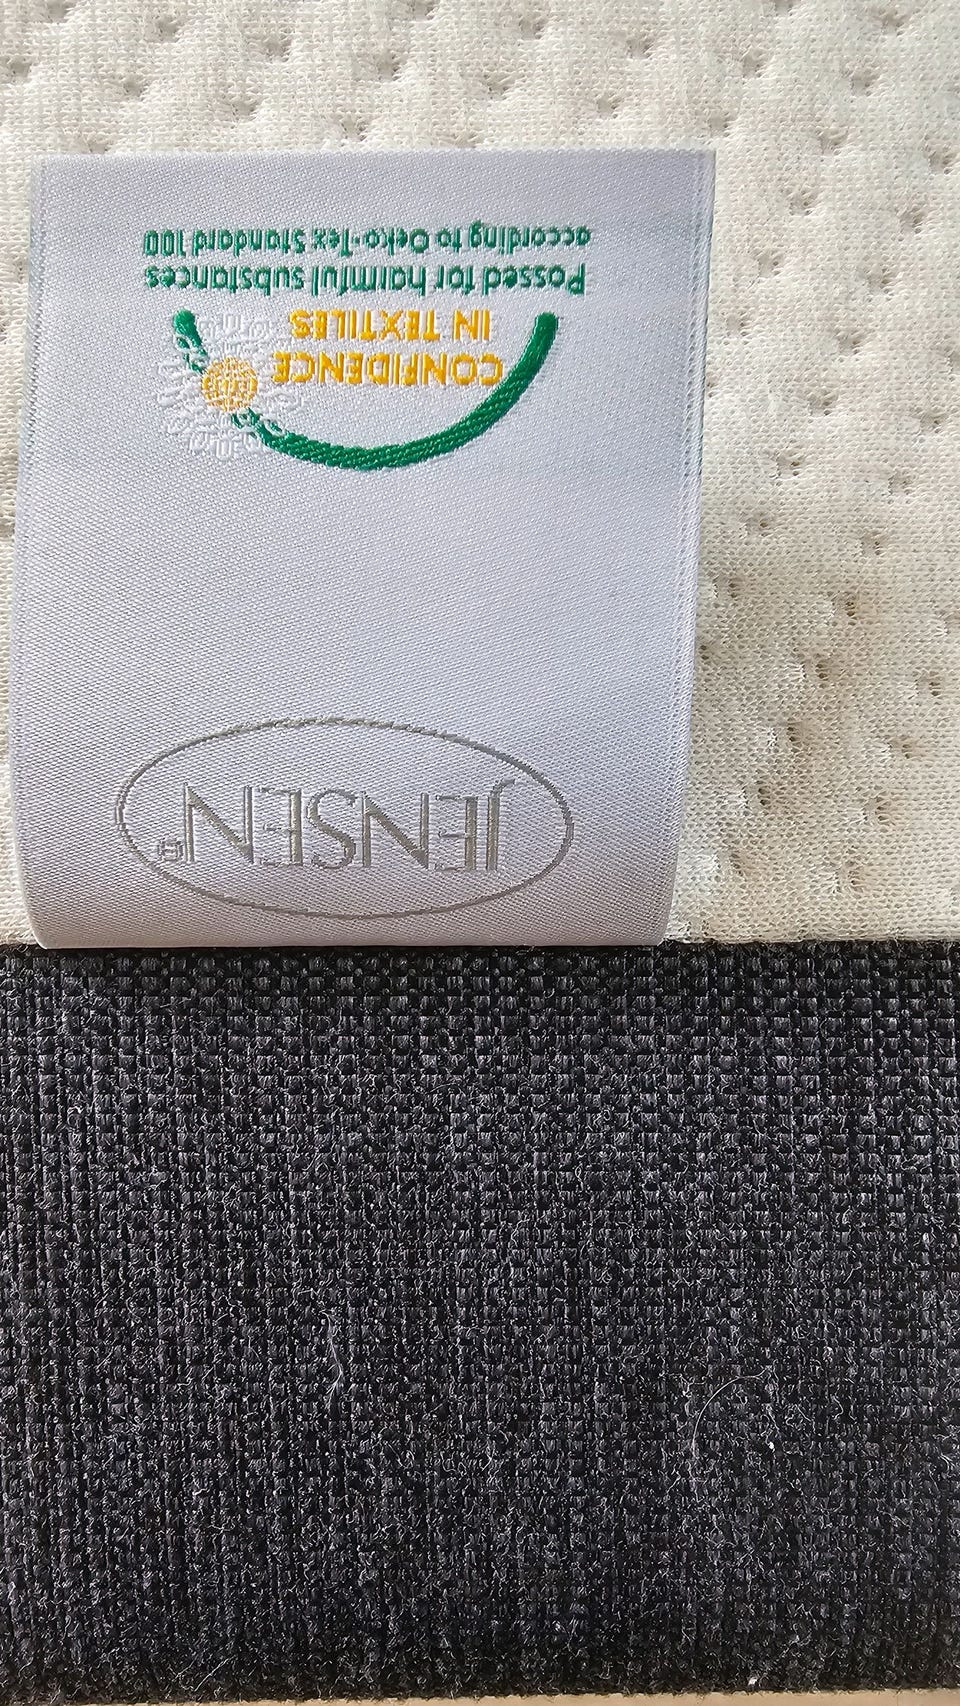 JENSEN®
CONFIDENCE
IN TEXTILES
Passed for harmful substances
according to Oeko-Tex Standard 100